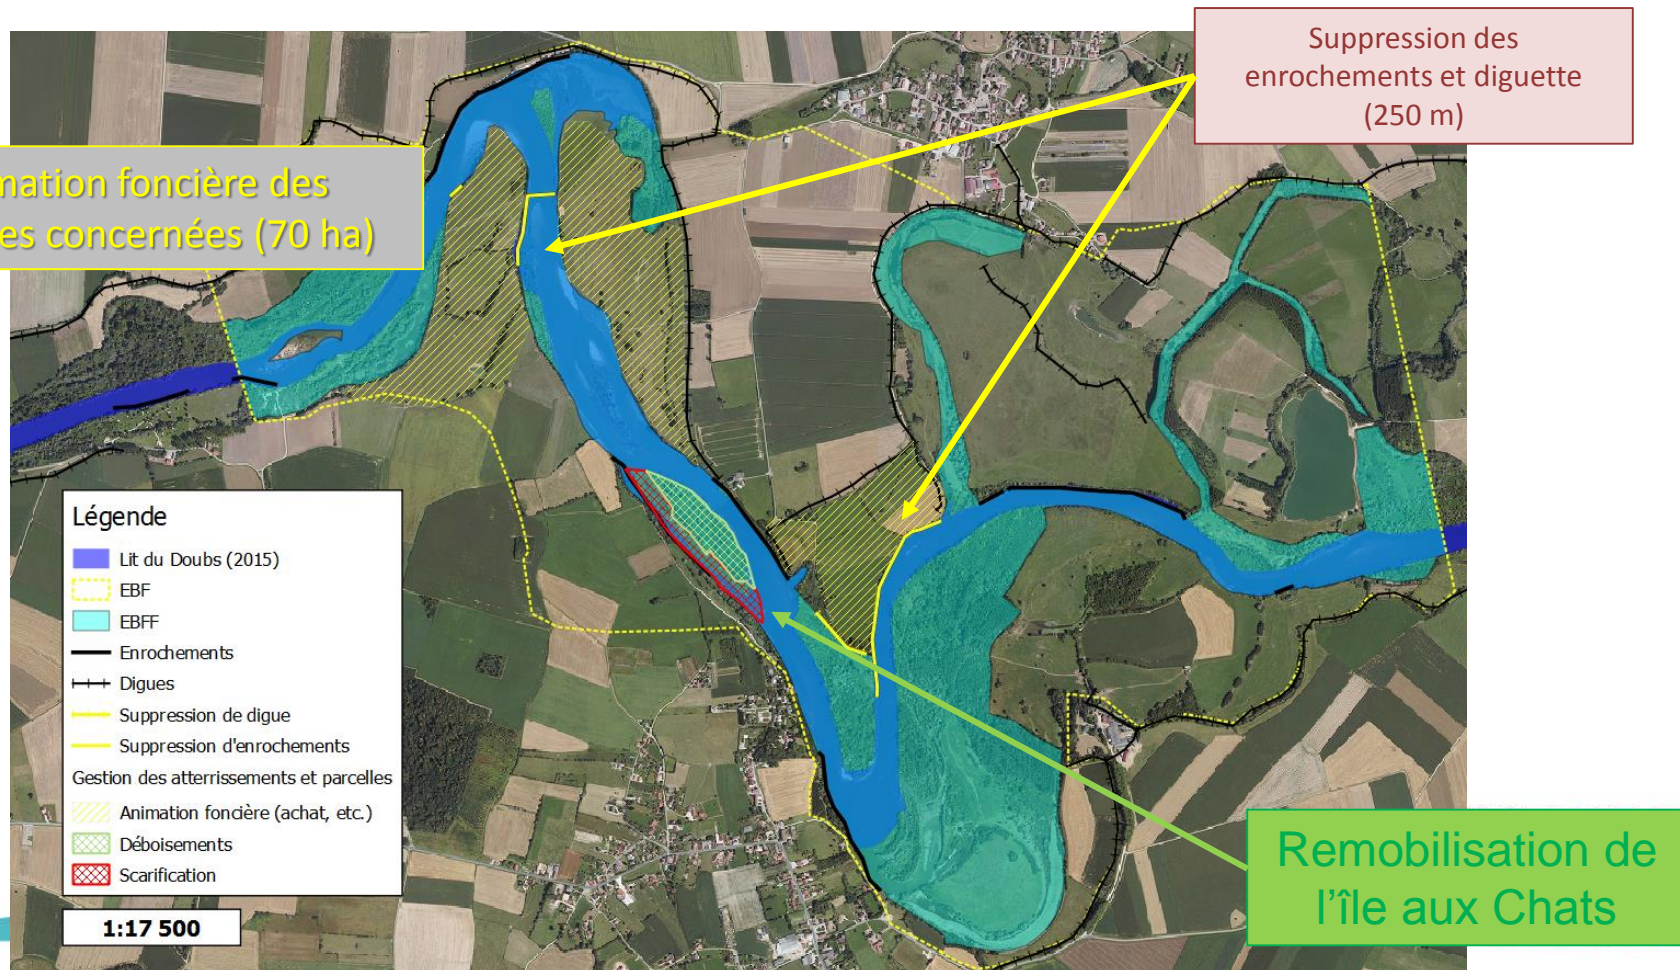 Suppression des
enrochements et diguette
(250 m)
mation foncière des
es concernées (70 ha)
Légende
Lit du Doubs (2015)
EBF
EBFF
Enrochements
Digues
Suppression de digue
Suppression d'enrochements
Gestion des atterrissements et parcelles
Animation foncière (achat, etc.)
Déboisements
Scarification
1:17 500
Remobilisation de
l'île aux Chats